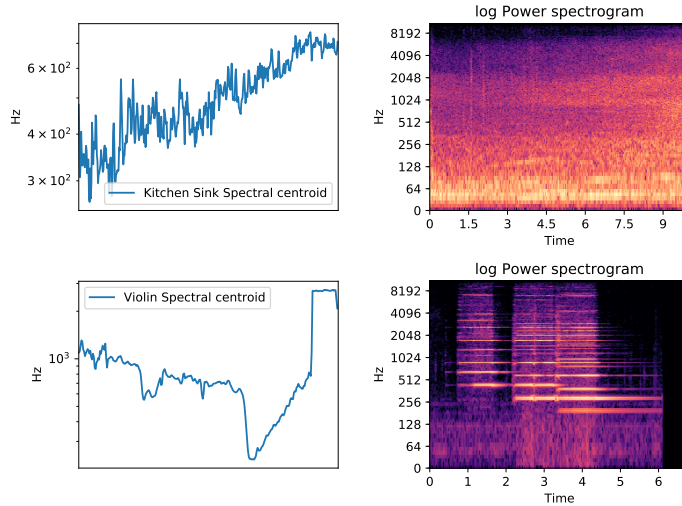 log Power spectrogram
6 × 10²
4 × 10²
3 × 10²
Hz
Kitchen Sink Spectral centroid
8192
4096
2048
1024
512
256
128
64
0
Hz
0
1.5
3
4.5
6
7.5
9
Time
log Power spectrogram
Violin Spectral centroid
10³
Hz
8192
4096
2048
1024
512
256
128
64
0
Hz
0
1
2
3
4
5
6
Time